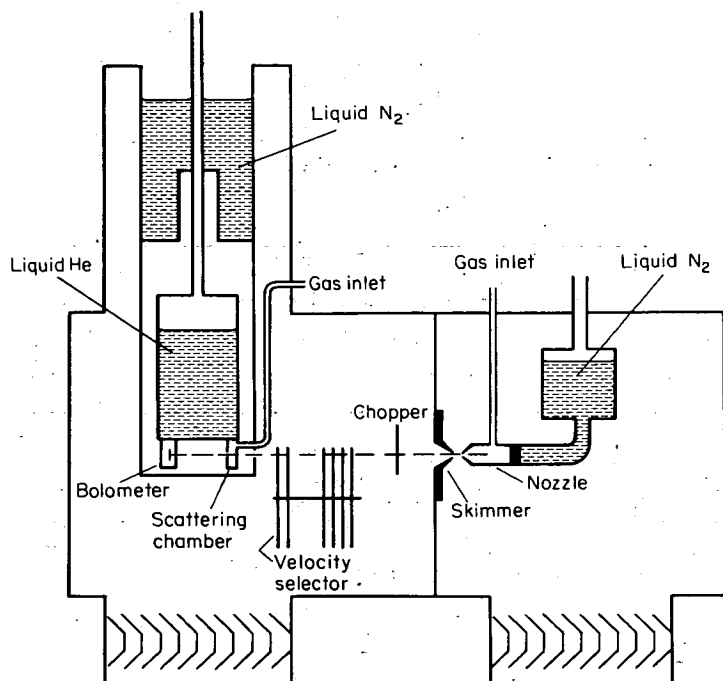 Liquid N2
Liquid He
Gas inlet
Gas inlet
Liquid N2
Chopper
Bolometer
Scattering
chamber
Velocity
selector
Skimmer
Nozzle